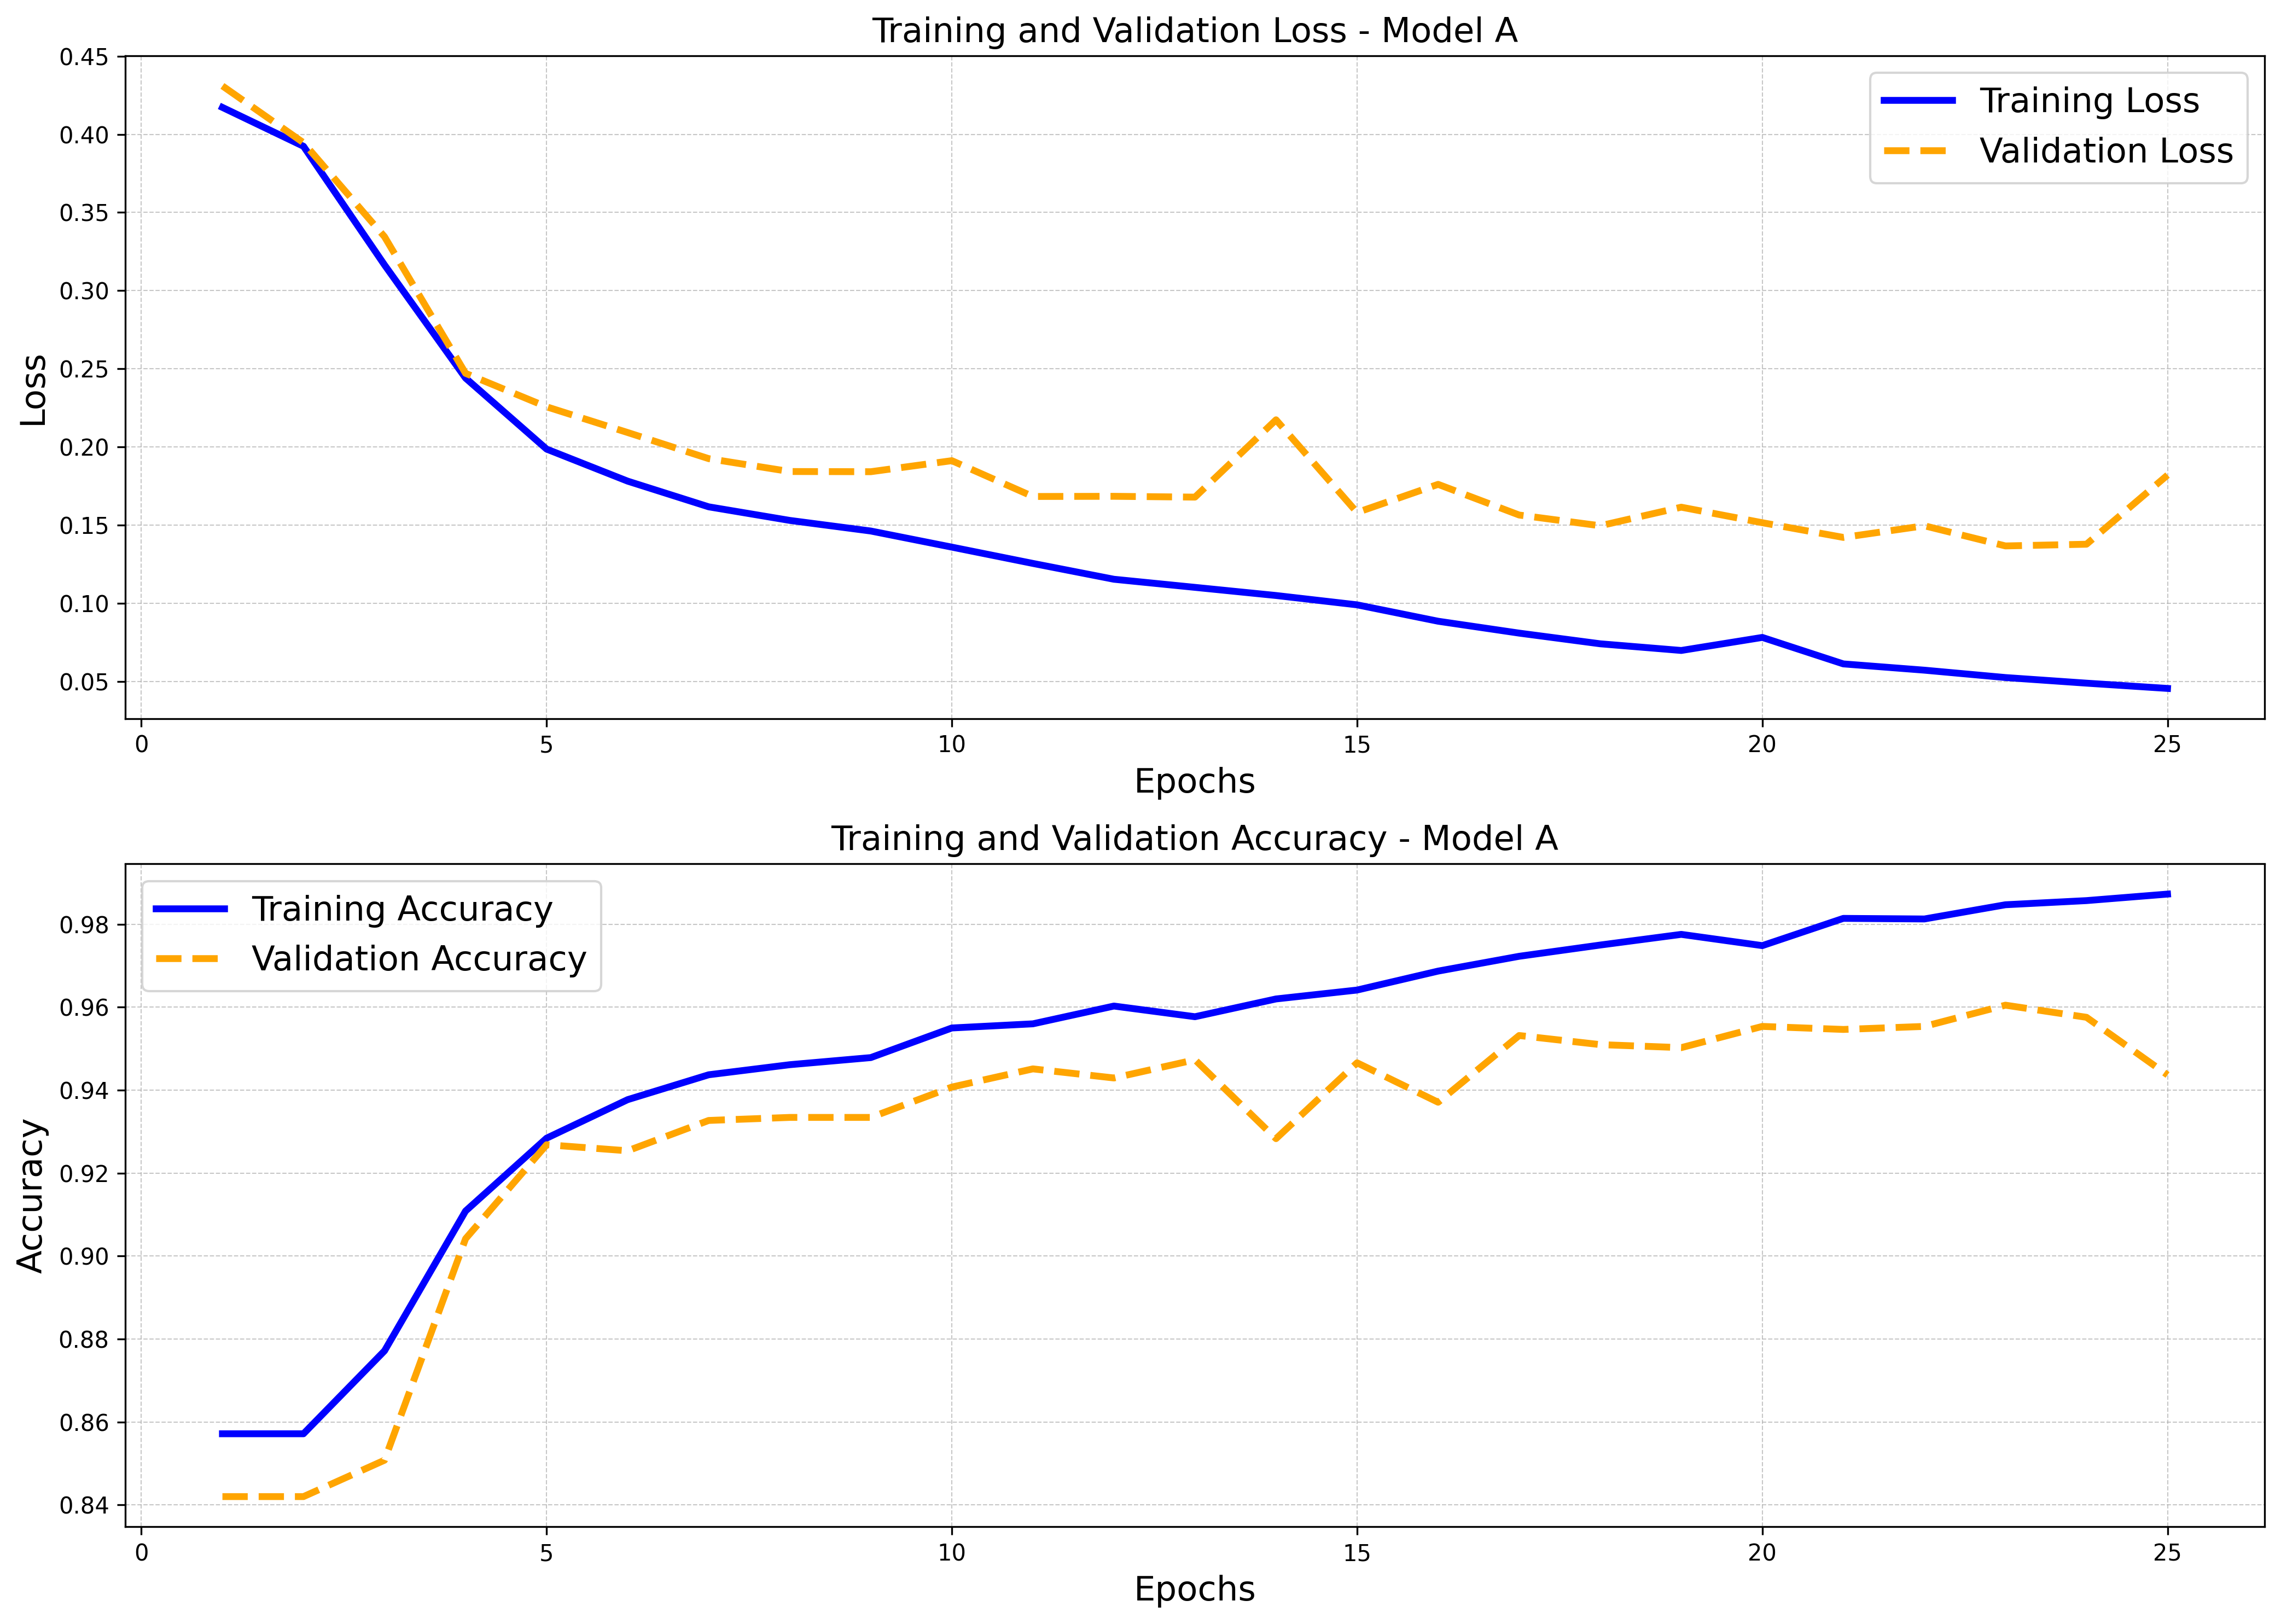 Training and Validation Loss - Model A
0.45
0.40
0.35
0.30
0.25
0.20
0.15
0.10
0.05
Loss
Training Loss
Validation Loss
0 5 10 15 20 25
Epochs
Training and Validation Accuracy - Model A
Training Accuracy
Validation Accuracy
0.98
0.96
0.94
0.92
0.90
0.88
0.86
0.84
Accuracy
0 5 10 15 20 25
Epochs